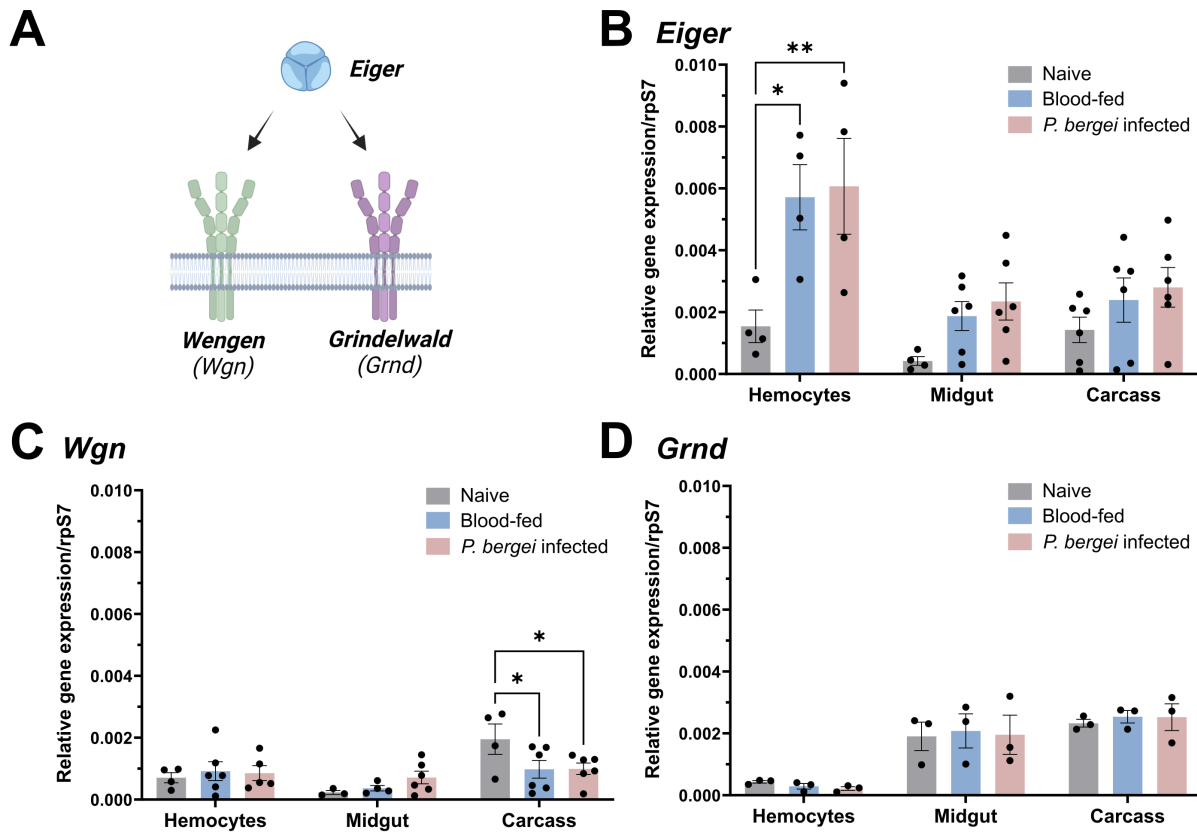 A
Eiger
Wengen
(Wgn)
Grindelwald
(Grnd)
B Eiger
Relative gene expression/rpS7
0.010
0.008
0.006
0.004
0.002
0.000
**
*
Naive
Blood-fed
P. bergei infected
Hemocytes
Midgut
Carcass
C Wgn
Relative gene expression/rpS7
0.010
0.008
0.006
0.004
0.002
0.000
Naive
Blood-fed
P. bergei infected
*
*
Hemocytes
Midgut
Carcass
D Grnd
Relative gene expression/rpS7
0.010
0.008
0.006
0.004
0.002
0.000
Naive
Blood-fed
P. bergei infected
Hemocytes
Midgut
Carcass